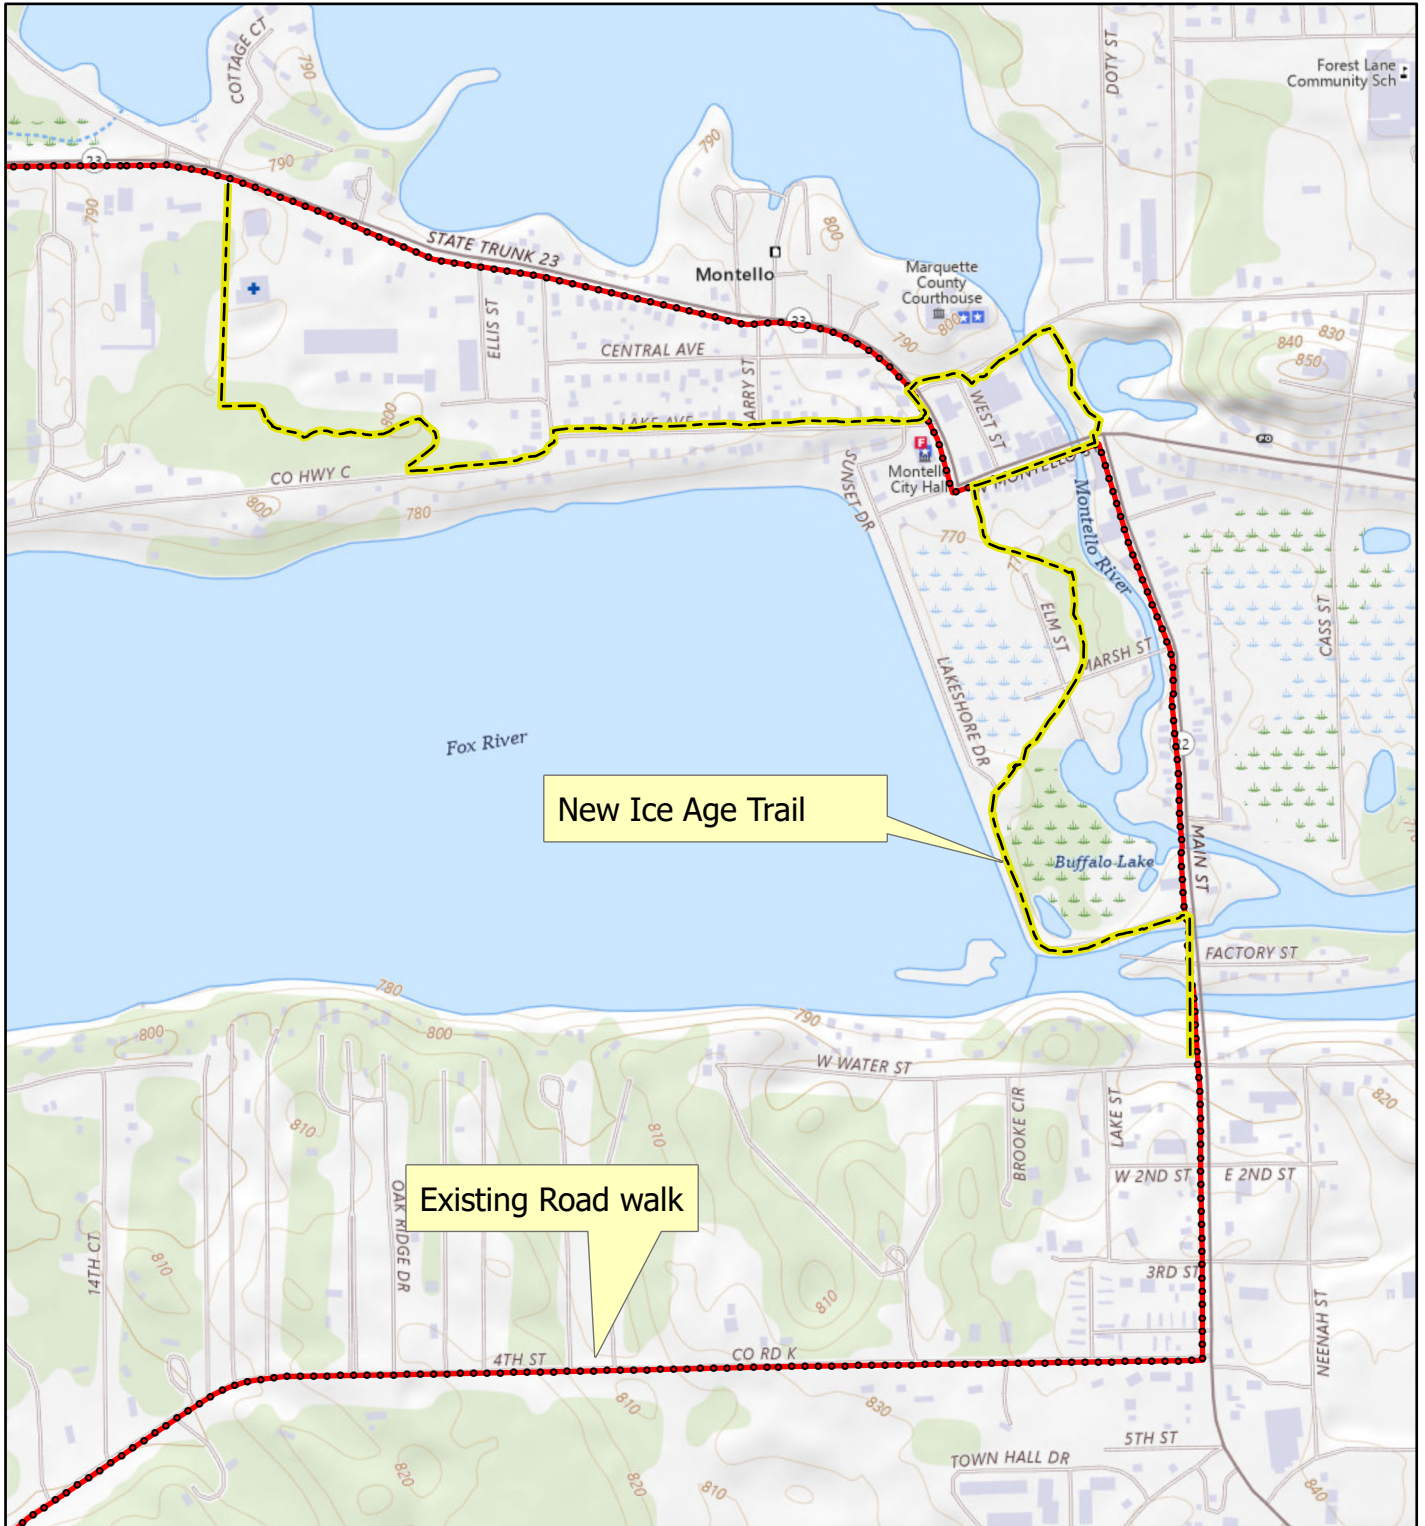 COTTAGE CT
790
DOTY ST
Forest Lane
Community Sch
23
790
790
790
STATE TRUNK 23
800
Montello
Marquette
County
Courthouse
800
23
790
840
830
850
ELLIS ST
CENTRAL AVE
WEST ST
800
LAKE AVE
PO
CO HWY C
800
780
SUNSET DR
F
City Hall
770
Montello River
ELM ST
CASS ST
LAKESHORE DR
Fox River
New Ice Age Trail
Buffalo Lake
MAIN ST
FACTORY ST
780
800
800
790
W WATER ST
820
810
810
BROOKE CIR
LAKE ST
W 2ND ST
E 2ND ST
OAK RIDGE DR
Existing Road walk
14TH CT
810
3RD ST
810
NEENAH ST
4TH ST
CO RD K
810
830
5TH ST
TOWN HALL DR
820
820
810
840